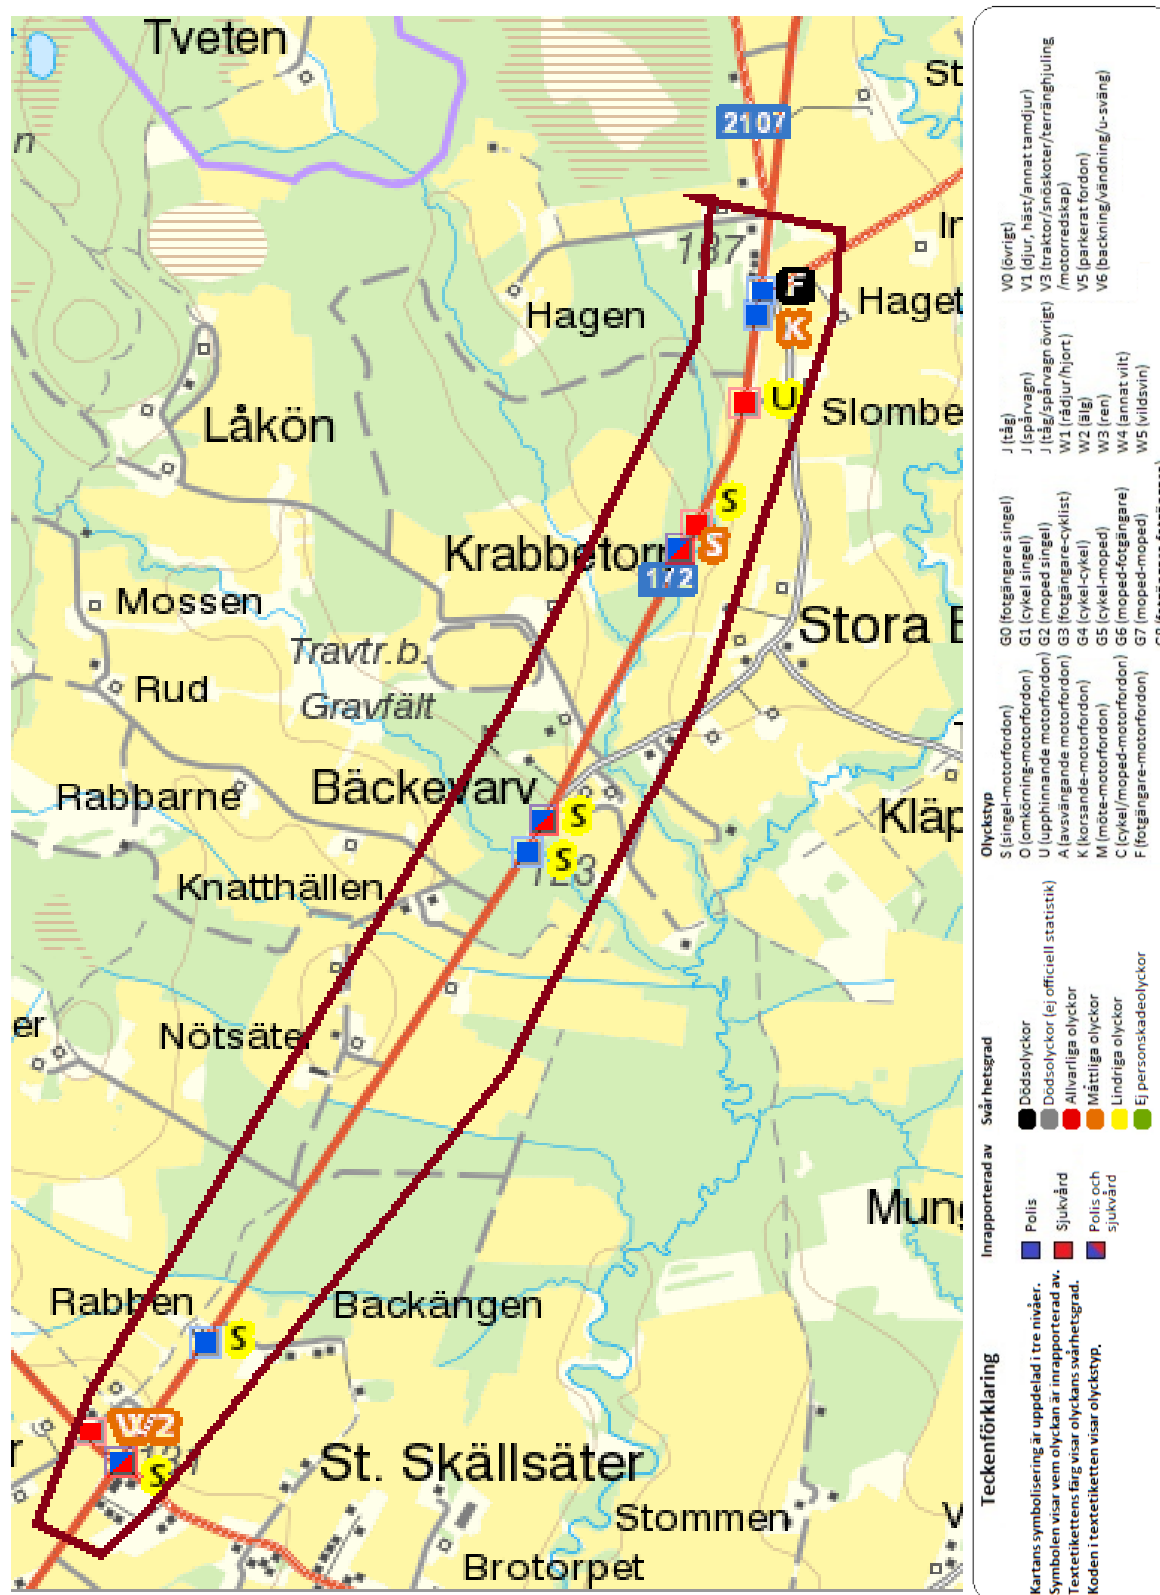 Tveten
St
2107
n
Ir
137
F
Hagen
Haget
K
Låkön
U
Slombe
S
Krabbetorp
S
172
Mossen
Stora
Travtr.b.
Rud
Gravfält
Rabbarne
Bäckevarv
S
Kläp
S
123
Knatthällen
er
Nötsäter
Mung
Rabben
Backängen
S
W2
r
S
St. Skällsäter
Stommen
V
Brotorpet
Teckenförklaring
Kartans symbolisering är uppdelad i tre nivåer.
Symbolen visar vem olyckan är inrapporterad av.
Textetikettens färg visar olyckans svårhetsgrad.
Koden i textetiketten visar olyckstyp.
Inrapporterad av
Polis
Sjukvård
Polis och
sjukvård
Svårhetsgrad
Dödsolyckor
Dödsolyckor (ej officiell statistik)
Allvarliga olyckor
Måttliga olyckor
Lindriga olyckor
Ej personskadeolyckor
Olyckstyp
S (singel-motorfordon)
O (omkörning-motorfordon)
U (upphinnande motorfordon)
A (avsvängande motorfordon)
K (korsande-motorfordon)
M (möte-motorfordon)
C (cykel/moped-motorfordon)
F (fotgängare-motorfordon)
G0 (fotgängare singel)
G1 (cykel singel)
G2 (moped singel)
G3 (fotgängare-cyklist)
G4 (cykel-cykel)
G5 (cykel-moped)
G6 (moped-fotgängare)
G7 (moped-moped)
J (tåg)
J (spårvagn)
J (tåg/spårvagn övrigt)
W1 (rådjur/hjort)
W2 (älg)
W3 (ren)
W4 (annat vilt)
W5 (vildsvin)
V0 (övrigt)
V1 (djur, häst/annat tamdjur)
V3 (traktor/snöskoter/terränghjuling
/motorredskap)
V5 (parkerat fordon)
V6 (backning/vändning/u-sväng)